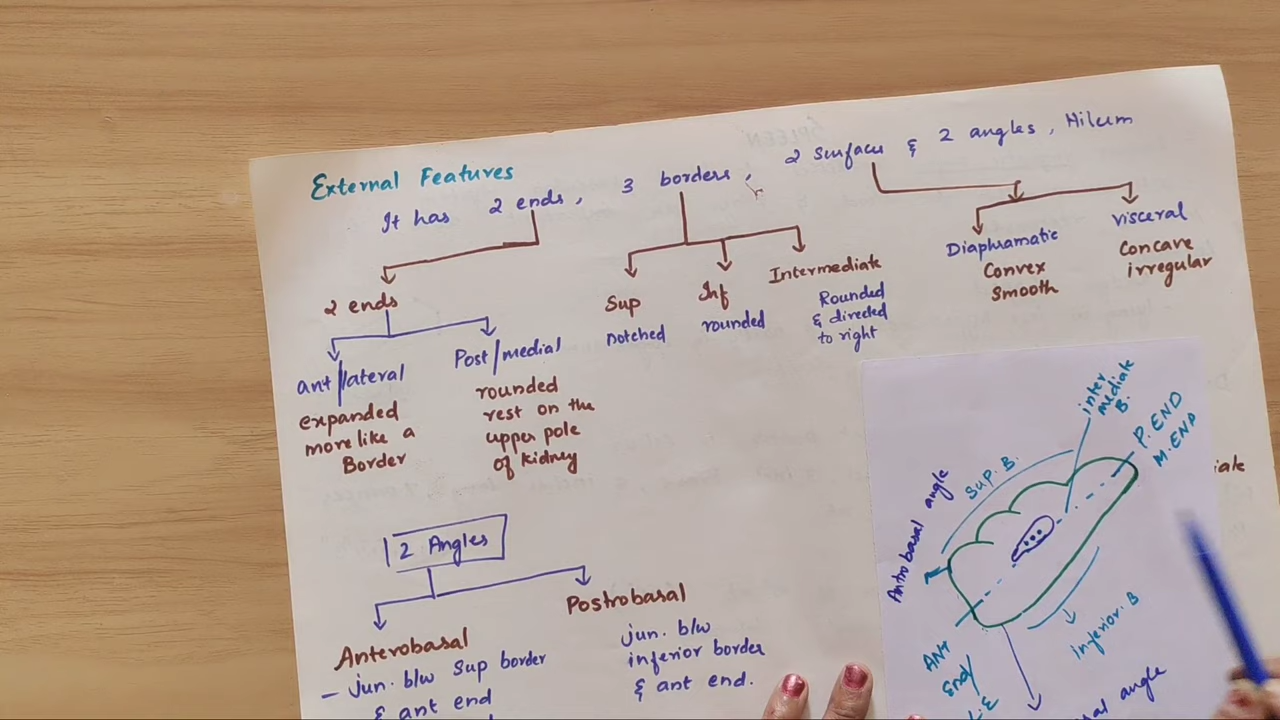 External Features
It has 2 ends, 3 borders, 2 surfaces & 2 angles, Hilum
2 ends
ant/lateral
expanded
more like a
Border
Post/medial
rounded
rest on the
upper pole
of kidney
Sup
notched
Inf
rounded
Intermediate
Rounded
& directed
to right
Diaphramatic
Convex
Smooth
visceral
Concave
irregular
2 Angles
Anterobasal
– Jun. b/w Sup border
& ant end
Postrobasal
jun. b/w
inferior border
& ant end.
Antrobasal angle
Sup. B.
inter
mediate
B.
P. END
M. END
inferior. B
ANT
END/
L.E
angle
SPLEEN